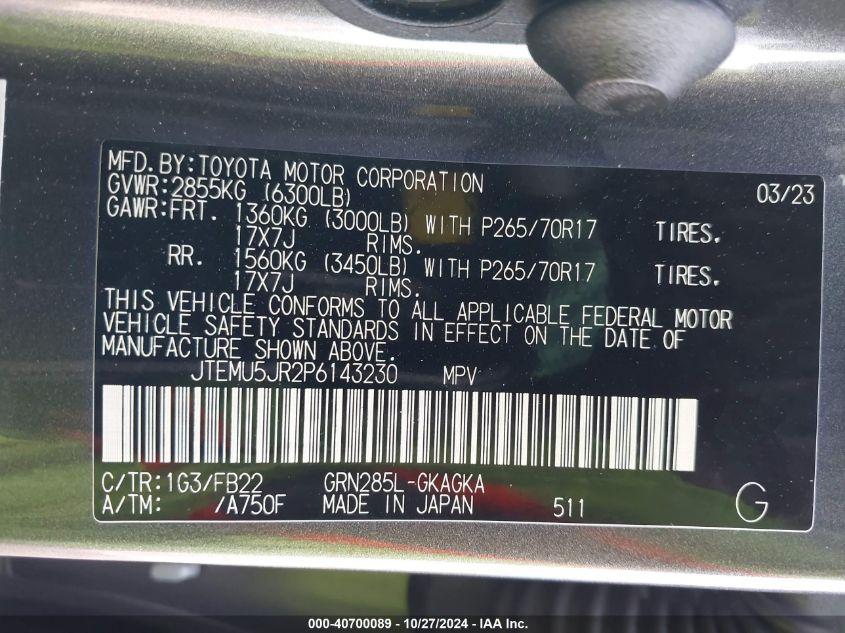 MFD.BY:TOYOTA MOTOR CORPORATION 03/23
GVWR:2855KG (6300LB)
GAWR:FRT. 1360KG (3000LB) WITH P265/70R17 TIRES.
17X7J RIMS.
RR. 1560KG (3450LB) WITH P265/70R17 TIRES.
17X7J RIMS.
THIS VEHICLE CONFORMS TO ALL APPLICABLE FEDERAL MOTOR
VEHICLE SAFETY STANDARDS IN EFFECT ON THE DATE OF
MANUFACTURE SHOWN ABOVE.
JTEMU5JR2P6143230 MPV
C/TR:1G3/FB22 GRN285L-GKAGKA
A/TM: /A750F MADE IN JAPAN 511 G
000-40700089 - 10/27/2024 - IAA Inc.